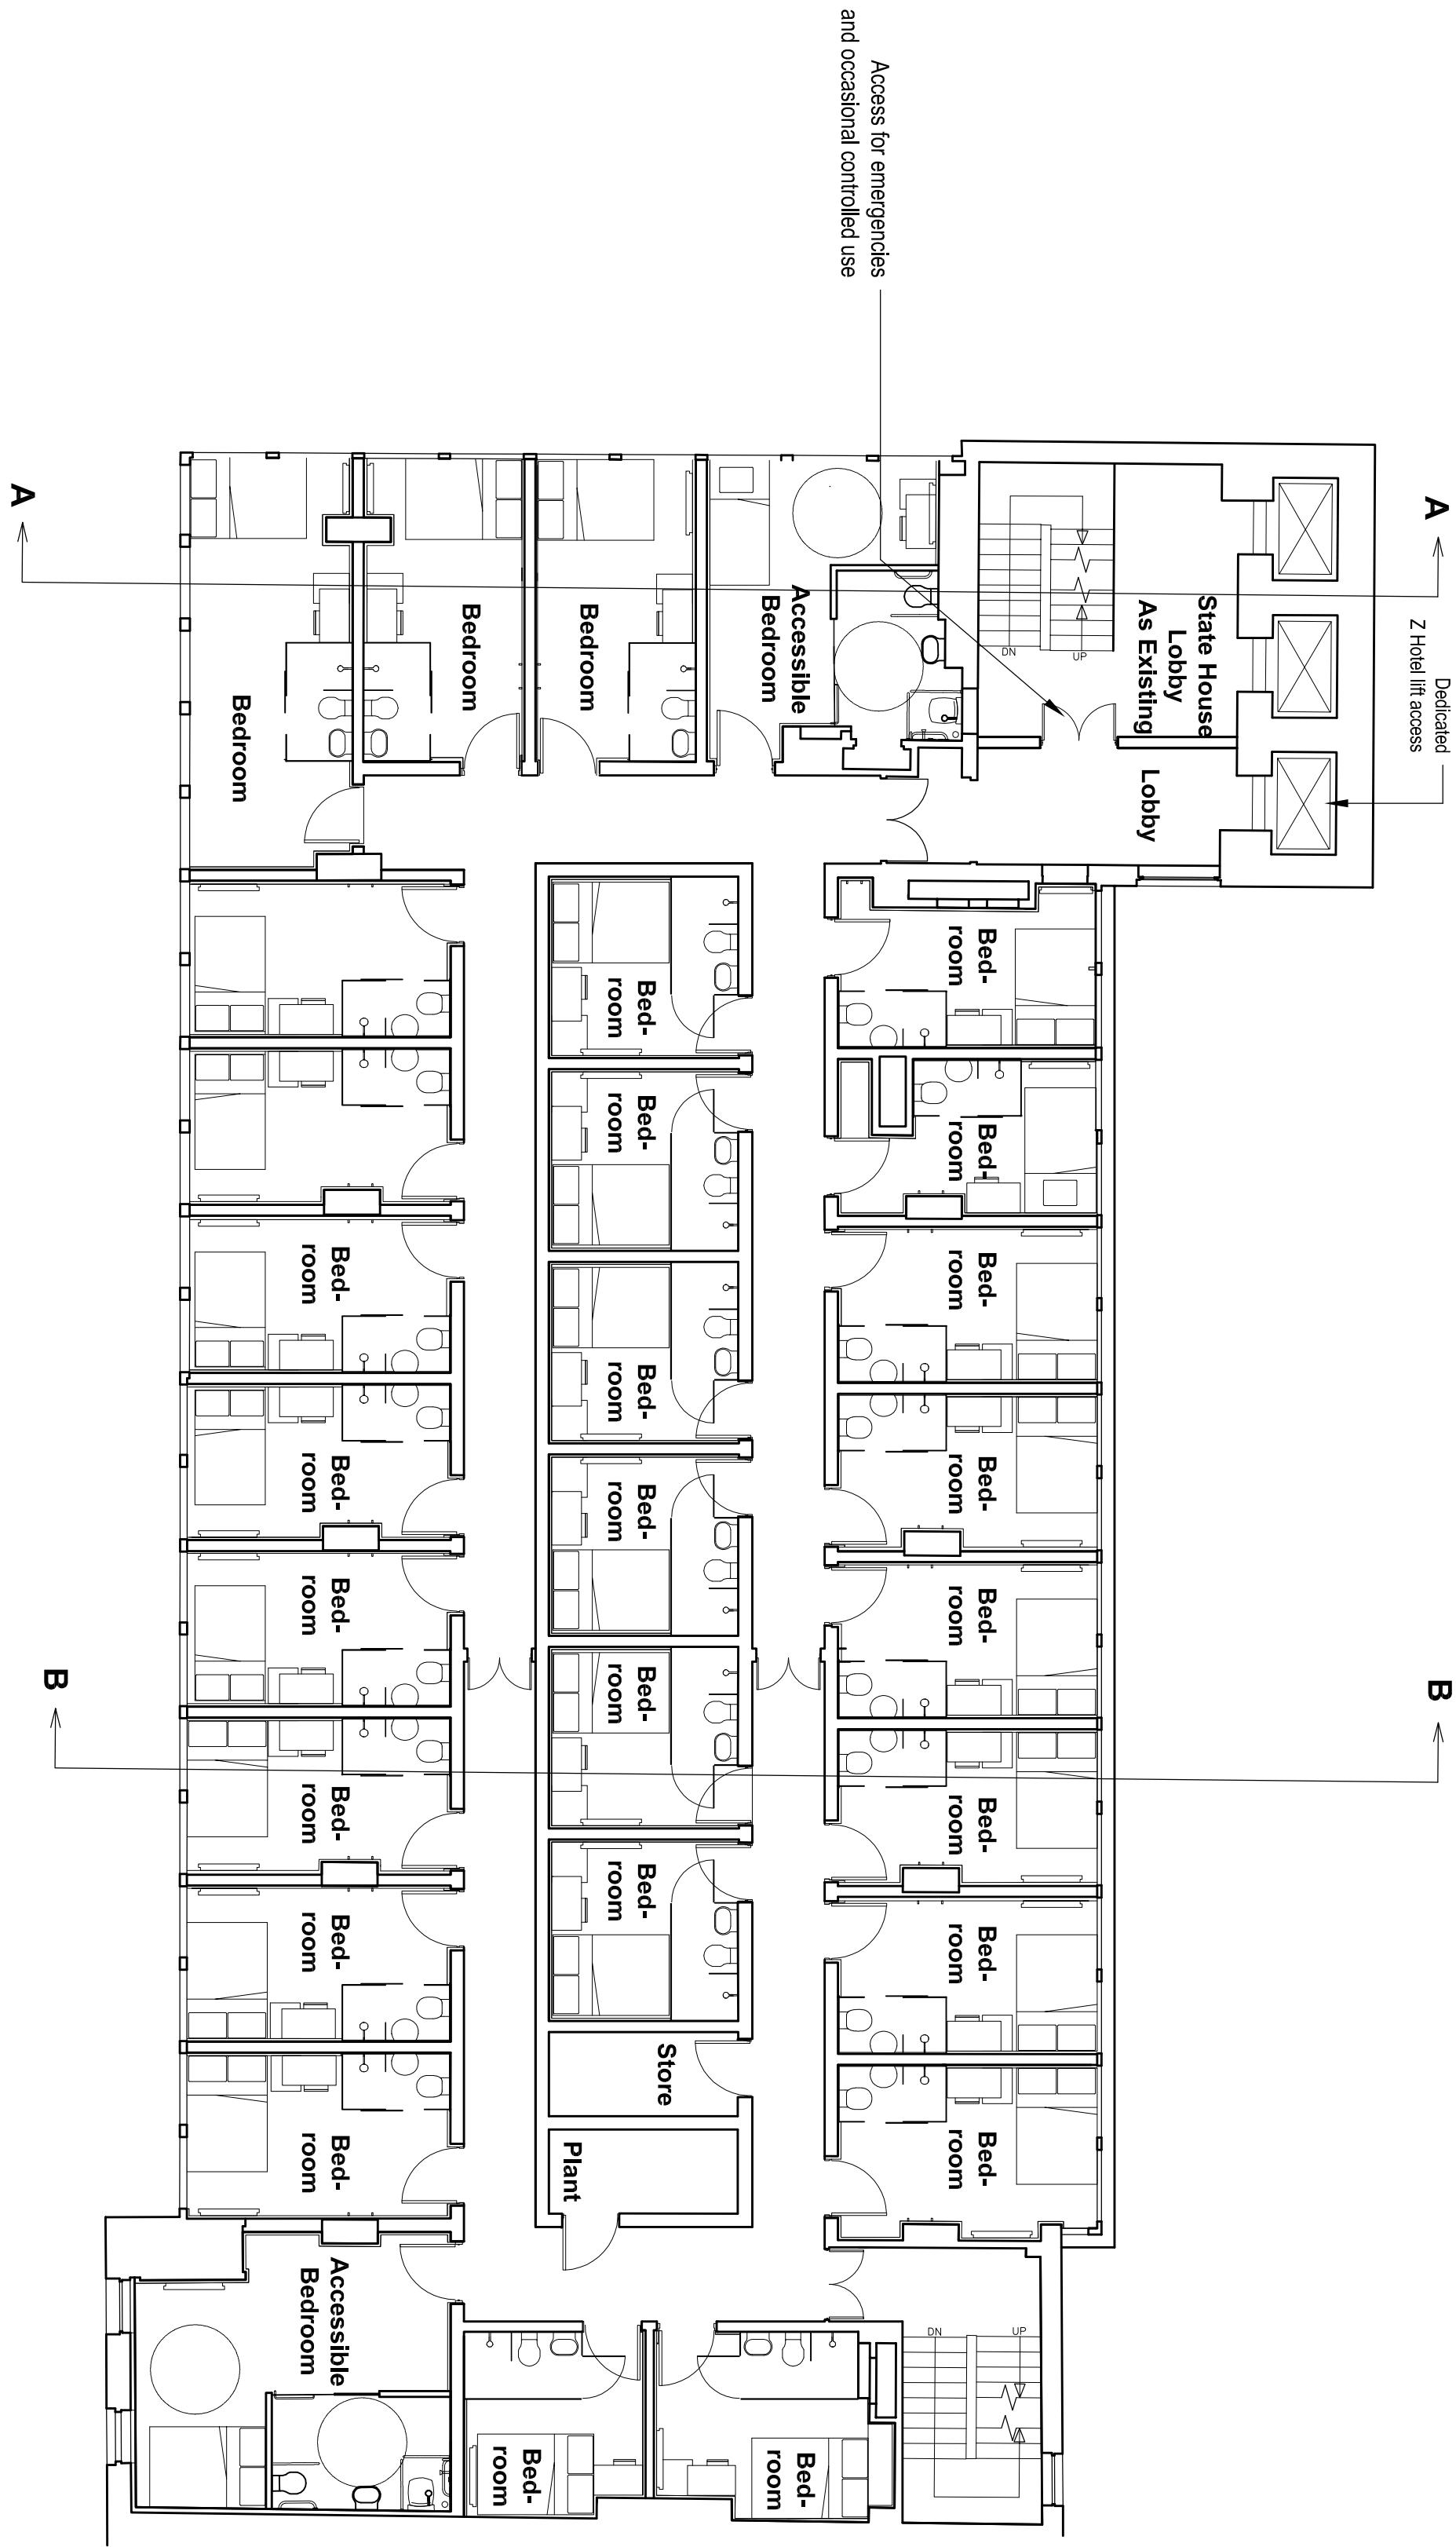 Dedicated
Z Hotel lift access
A
B
State House
Lobby
As Existing
Lobby
UP
DN
Bed-
room
Bed-
room
Bed-
room
Bed-
room
Bed-
room
Bed-
room
Bed-
room
Bed-
room
UP
DN
Access for emergencies
and occasional controlled use
Accessible
Bedroom
Bed-
room
Bed-
room
Bed-
room
Bed-
room
Bed-
room
Bed-
room
Bed-
room
Store
Plant
Bedroom
Bedroom
Bed-
room
Bed-
room
Bed-
room
Bed-
room
Bed-
room
Bed-
room
Bed-
room
Accessible
Bedroom
Bedroom
B
A